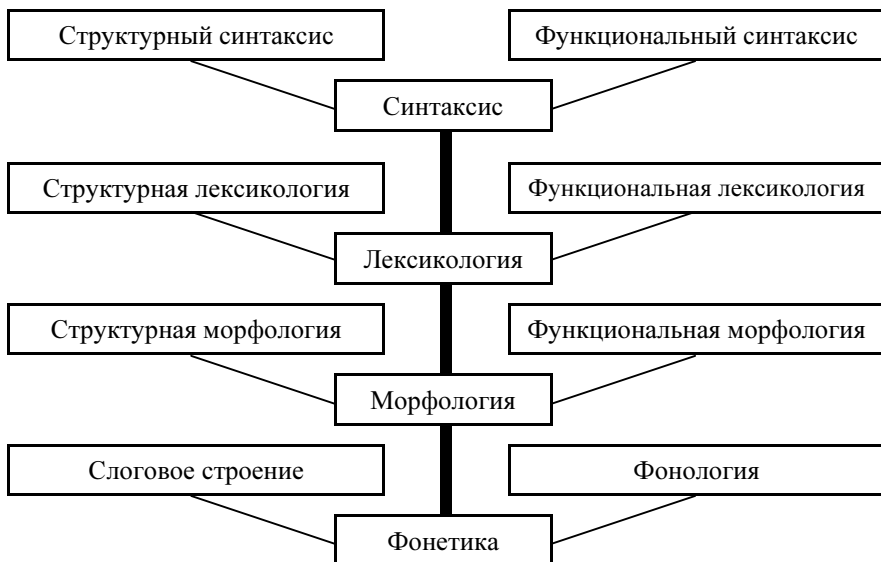 Структурный синтаксис
Функциональный синтаксис
Синтаксис
Структурная лексикология
Функциональная лексикология
Лексикология
Структурная морфология
Функциональная морфология
Морфология
Слоговое строение
Фонология
Фонетика